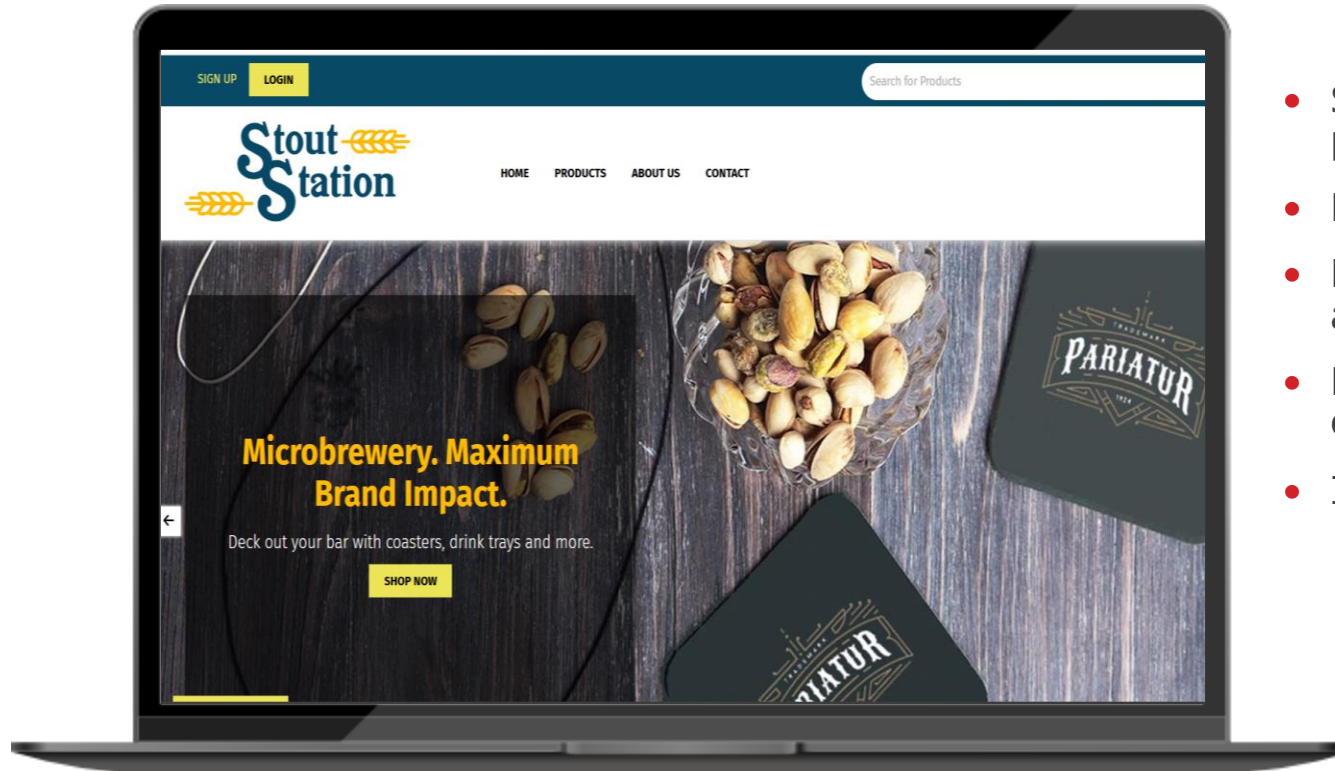 SIGN UP LOGIN Search for Products
Stout
Station
HOME PRODUCTS ABOUT US CONTACT
TRADEMARK
PARIATUR
1924
Microbrewery. Maximum
Brand Impact.
Deck out your bar with coasters, drink trays and more.
SHOP NOW
TRADEMARK
RIATUR